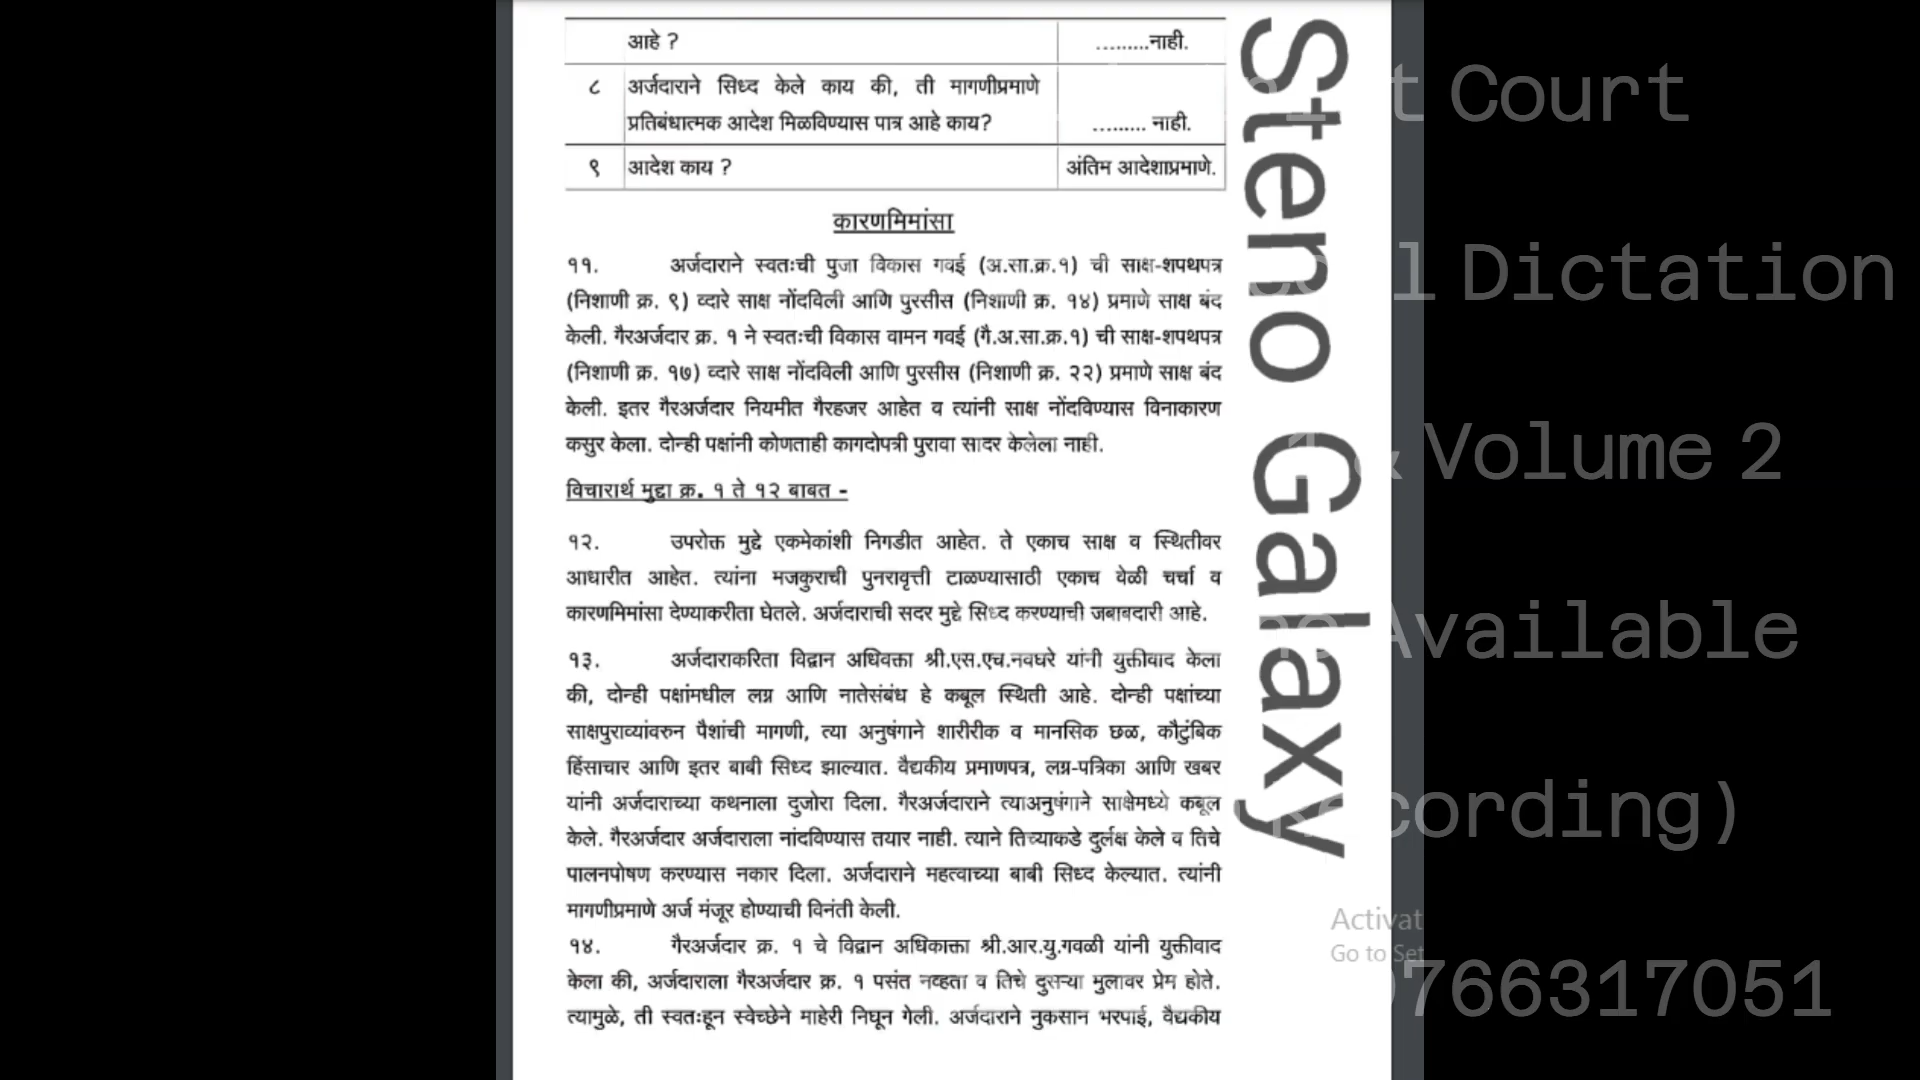 आहे ?
.........नाही.
८ अर्जदाराने सिध्द केले काय की, ती मागणीप्रमाणे
प्रतिबंधात्मक आदेश मिळविण्यास पात्र आहे काय?
......... नाही.
९ आदेश काय ? अंतिम आदेशाप्रमाणे.
कारणमिमांसा
११. अर्जदाराने स्वतःची पुजा विकास गवई (अ.सा.क्र.१) ची साक्ष-शपथपत्र
(निशाणी क्र. ९) व्दारे साक्ष नोंदविली आणि पुरसीस (निशाणी क्र. १४) प्रमाणे साक्ष बंद
केली. गैरअर्जदार क्र. १ ने स्वतःची विकास वामन गवई (गै.अ.सा.क्र.१) ची साक्ष-शपथपत्र
(निशाणी क्र. १७) व्दारे साक्ष नोंदविली आणि पुरसीस (निशाणी क्र. २२) प्रमाणे साक्ष बंद
केली. इतर गैरअर्जदार नियमीत गैरहजर आहेत व त्यांनी साक्ष नोंदविण्यास विनाकारण
कसुर केला. दोन्ही पक्षांनी कोणताही कागदोपत्री पुरावा सादर केलेला नाही.
विचारार्थ मुद्दा क्र. १ ते १२ बाबत -
१२. उपरोक्त मुद्दे एकमेकांशी निगडीत आहेत. ते एकाच साक्ष व स्थितीवर
आधारीत आहेत. त्यांना मजकुराची पुनरावृत्ती टाळण्यासाठी एकाच वेळी चर्चा व
कारणमिमांसा देण्याकरीता घेतले. अर्जदाराची सदर मुद्दे सिध्द करण्याची जबाबदारी आहे.
१३. अर्जदाराकरिता विद्वान अधिवक्ता श्री.एस.एच.नवघरे यांनी युक्तीवाद केला
की, दोन्ही पक्षांमधील लग्न आणि नातेसंबंध हे कबूल स्थिती आहे. दोन्ही पक्षांच्या
साक्षपुराव्यांवरुन पैशांची मागणी, त्या अनुषंगाने शारीरीक व मानसिक छळ, कौटुंबिक
हिंसाचार आणि इतर बाबी सिध्द झाल्यात. वैद्यकीय प्रमाणपत्र, लग्न-पत्रिका आणि खबर
यांनी अर्जदाराच्या कथनाला दुजोरा दिला. गैरअर्जदाराने त्याअनुषंगाने साक्षेमध्ये कबूल
केले. गैरअर्जदार अर्जदाराला नांदविण्यास तयार नाही. त्याने तिच्याकडे दुर्लक्ष केले व तिचे
पालनपोषण करण्यास नकार दिला. अर्जदाराने महत्वाच्या बाबी सिध्द केल्यात. त्यांनी
मागणीप्रमाणे अर्ज मंजूर होण्याची विनंती केली.
१४. गैरअर्जदार क्र. १ चे विद्वान अधिकाक्ता श्री.आर.यु.गवळी यांनी युक्तीवाद
केला की, अर्जदाराला गैरअर्जदार क्र. १ पसंत नव्हता व तिचे दुसऱ्या मुलावर प्रेम होते.
त्यामुळे, ती स्वतःहून स्वेच्छेने माहेरी निघून गेली. अर्जदाराने नुकसान भरपाई, वैद्यकीय
Steno Galaxy
Court
Dictation
& Volume 2
Available
cording)
766317051
Activat
Go to Set